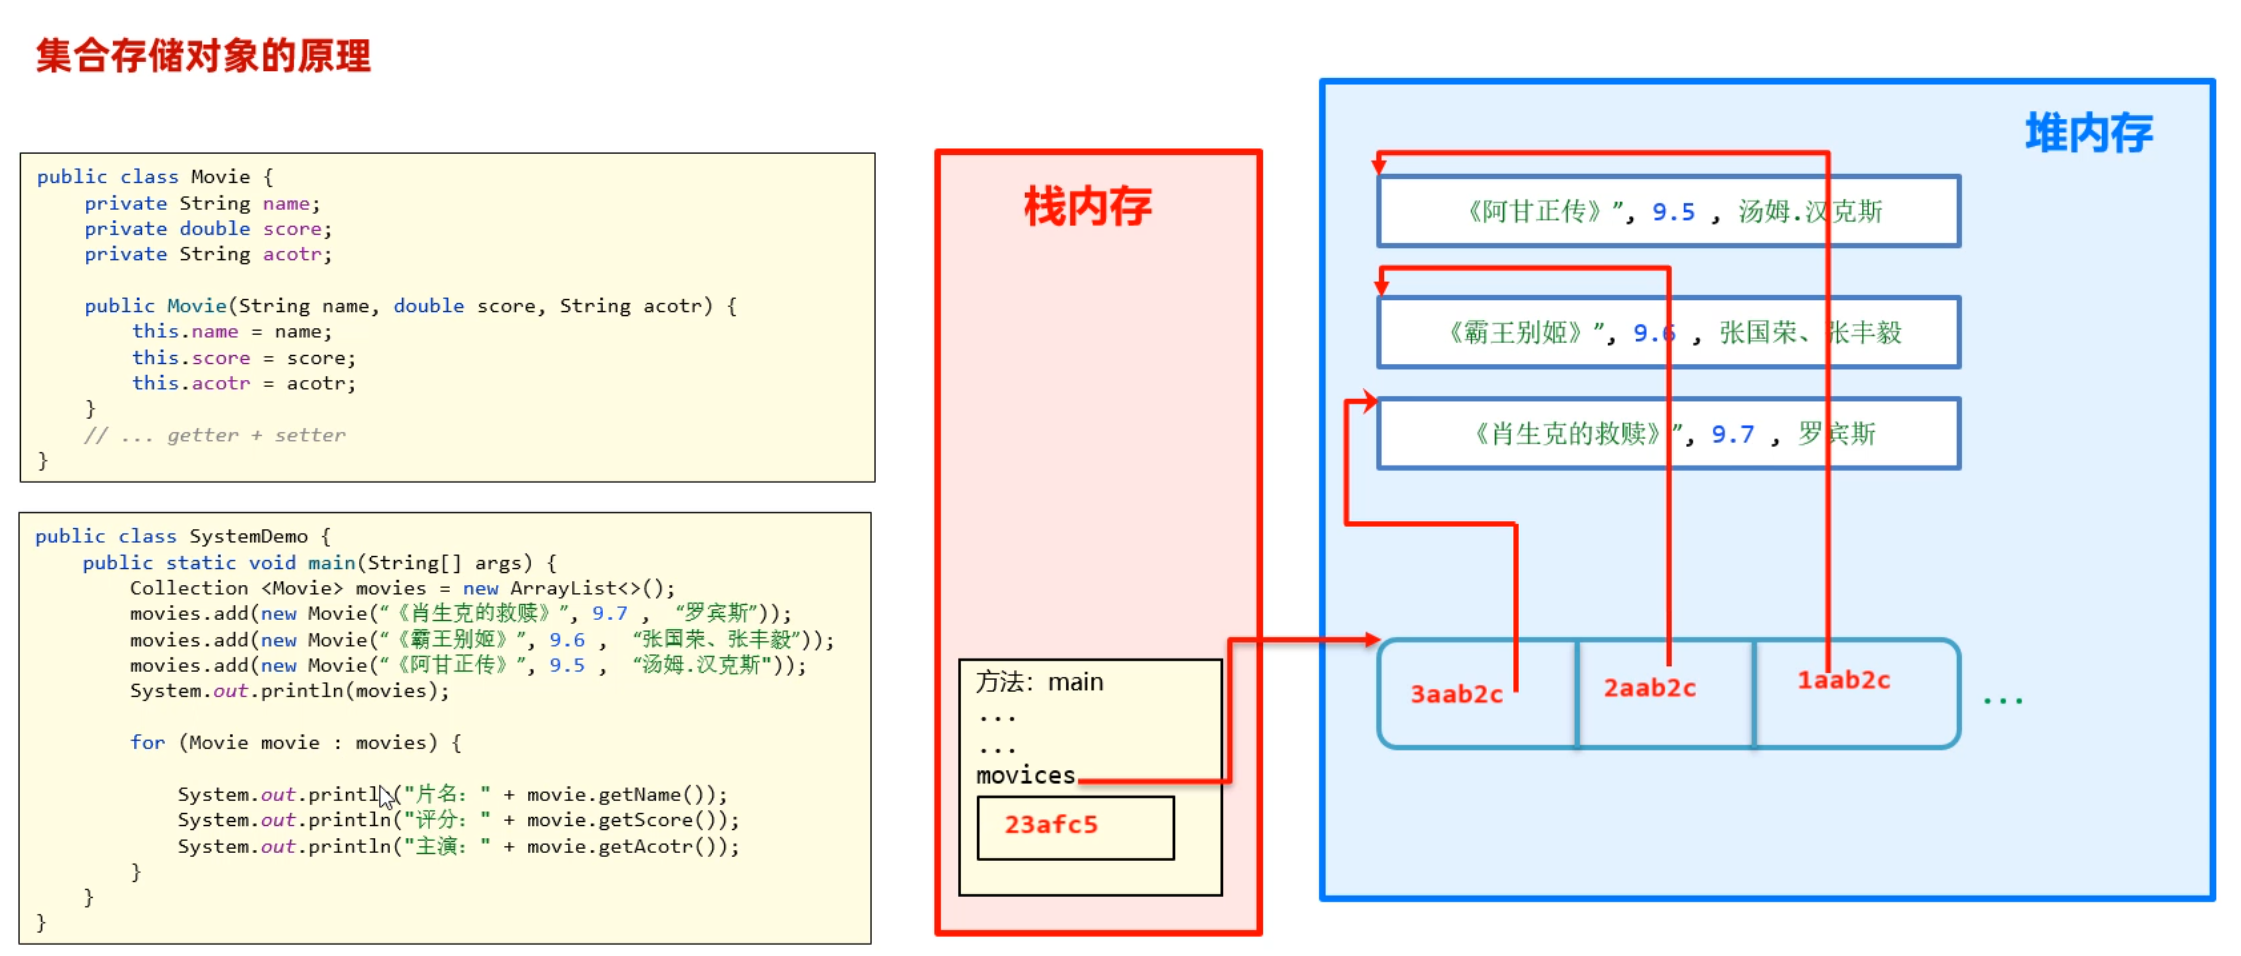 集合存储对象的原理
public class Movie {
    private String name;
    private double score;
    private String acotr;

    public Movie(String name, double score, String acotr) {
        this.name = name;
        this.score = score;
        this.acotr = acotr;
    }
    // ... getter + setter
}
public class SystemDemo {
    public static void main(String[] args) {
        Collection <Movie> movies = new ArrayList<>();
        movies.add(new Movie(“《肖生克的救赎》”, 9.7 ,  “罗宾斯”));
        movies.add(new Movie(“《霸王别姬》”, 9.6 ,  “张国荣、张丰毅”));
        movies.add(new Movie(“《阿甘正传》”, 9.5 ,  “汤姆.汉克斯"));
        System.out.println(movies);

        for (Movie movie : movies) {

            System.out.println("片名: " + movie.getName());
            System.out.println("评分: " + movie.getScore());
            System.out.println("主演: " + movie.getAcotr());
        }
    }
}
栈内存
方法：main
...
...
movices
23afc5
堆内存
《阿甘正传》”, 9.5 , 汤姆.汉克斯
《霸王别姬》”, 9.6 , 张国荣、张丰毅
《肖生克的救赎》”, 9.7 , 罗宾斯
3aab2c 2aab2c 1aab2c ...